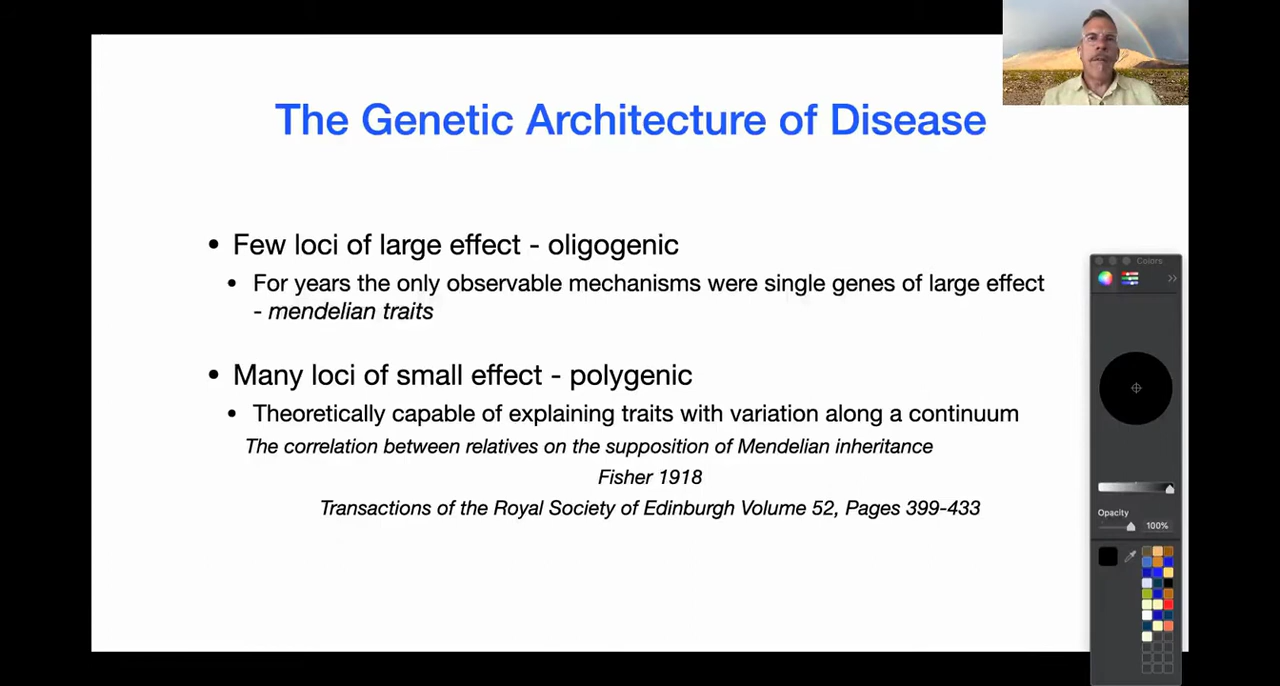 The Genetic Architecture of Disease
• Few loci of large effect - oligogenic
• For years the only observable mechanisms were single genes of large effect
- mendelian traits
• Many loci of small effect - polygenic
• Theoretically capable of explaining traits with variation along a continuum
The correlation between relatives on the supposition of Mendelian inheritance
Fisher 1918
Transactions of the Royal Society of Edinburgh Volume 52, Pages 399-433
Colors
Opacity
100%